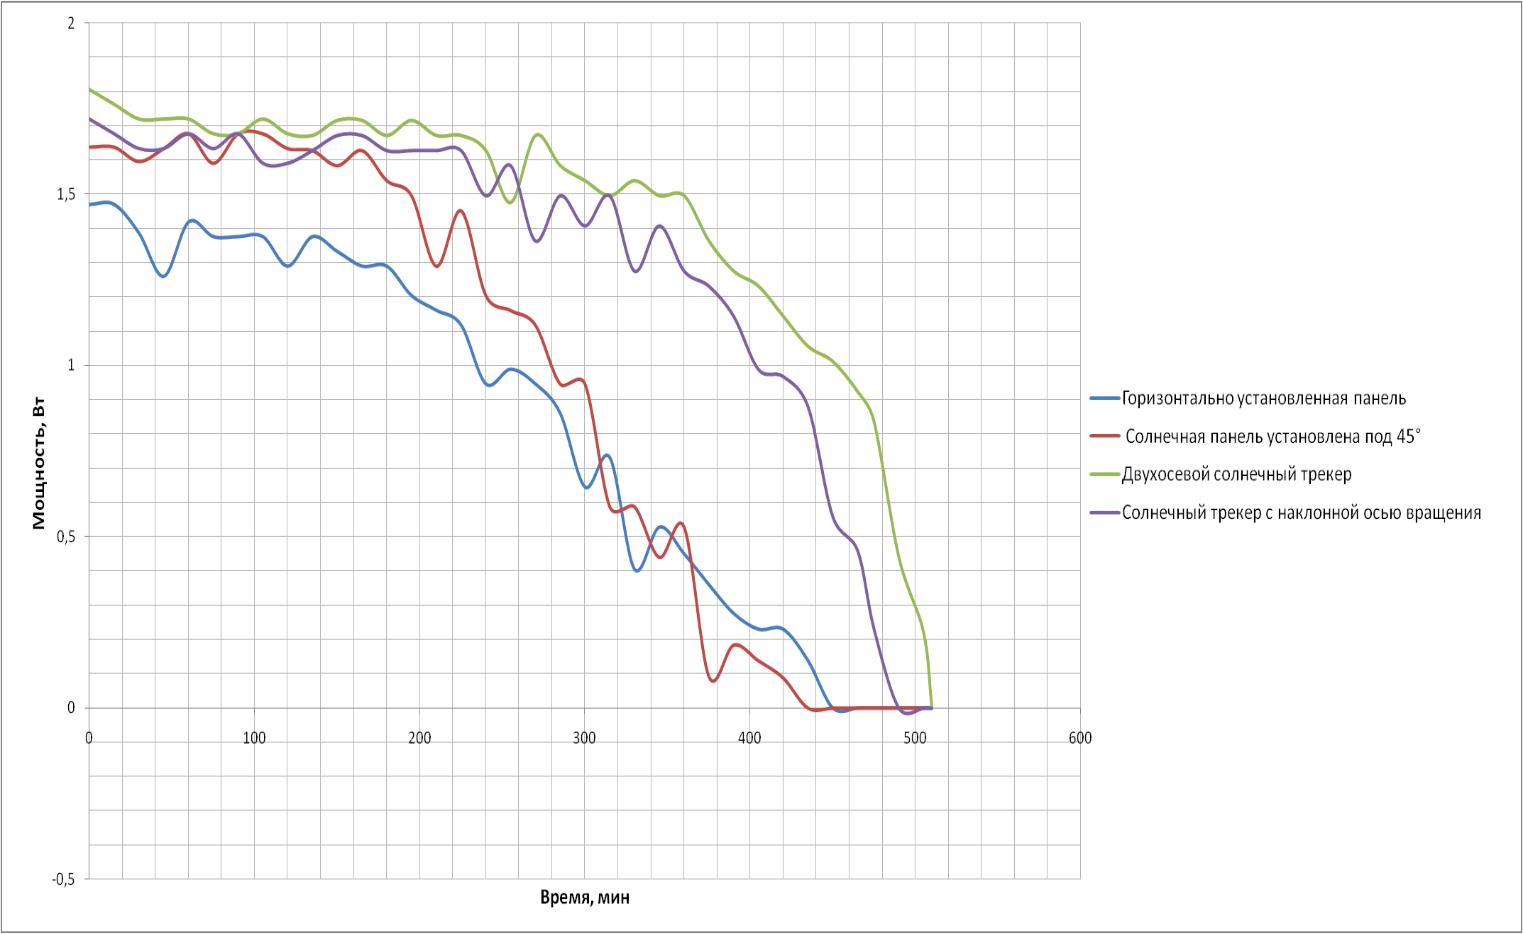 2
1,5
1
0,5
0
-0,5
0 100 200 300 400 500 600
Мощность, Вт
Время, мин
Горизонтально установленная панель
Солнечная панель установлена под 45°
Двухосевой солнечный трекер
Солнечный трекер с наклонной осью вращения